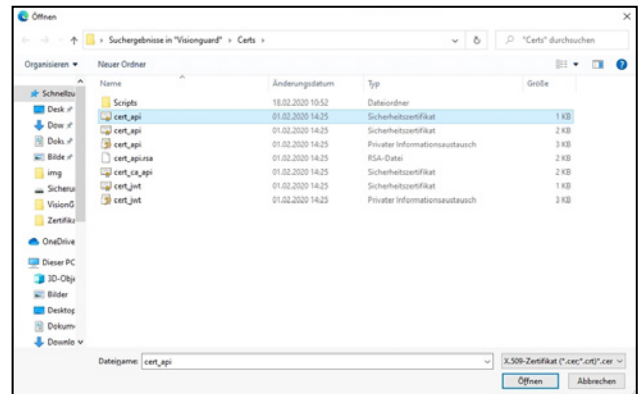 Öffnen
Suchergebnisse in "Visionguard" > Certs >
"Certs" durchsuchen
Organisieren
Neuer Ordner
Name
Änderungsdatum
Typ
Größe
Schnellzu
Desk
Dow
Bilde
img
Sicheru
VisionG
Zertifika
OneDrive
Dieser PC
3D-Obje
Bilder
Desktop
Dokum
Downlo
Scripts 18.02.2020 10:52 Dateiordner
cert_api 01.02.2020 14:25 Sicherheitszertifikat 1 KB
cert_api 01.02.2020 14:25 Sicherheitszertifikat 2 KB
cert_api 01.02.2020 14:25 Privater Informationsaustausch 3 KB
cert_api.rsa 01.02.2020 14:25 RSA-Datei 2 KB
cert_ca_api 01.02.2020 14:25 Sicherheitszertifikat 2 KB
cert_jwt 01.02.2020 14:25 Sicherheitszertifikat 1 KB
cert_jwt 01.02.2020 14:25 Privater Informationsaustausch 3 KB
Dateiname: cert_api
X.509-Zertifikat (*.cer;*.crt)*.cer
Öffnen
Abbrechen